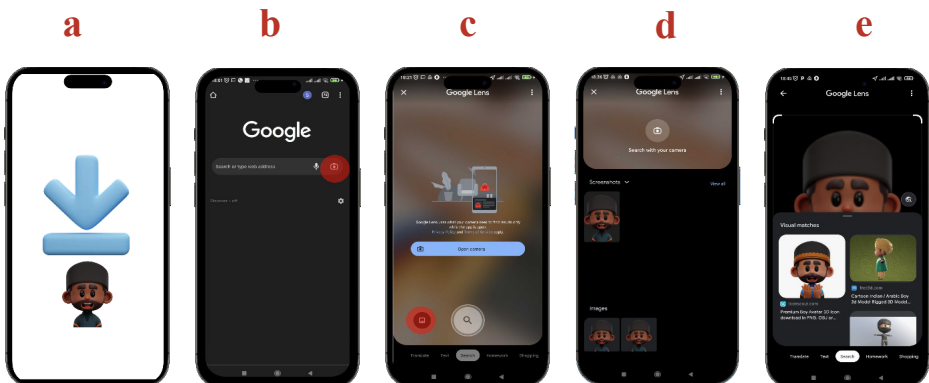 a b c d e
Google
Search or type web address
Discover - off
Google Lens
Open camera
Translate Text Search Homework Shopping
Google Lens
Search with your camera
Screenshots
View all
Images
Google Lens
Visual matches
Premium Boy Avatar 3D Icon
download in PNG, OBJ or...
Cartoon Indian / Arabic Boy
3d Model Rigged 3D Model...
Translate Text Search Homework Shopping